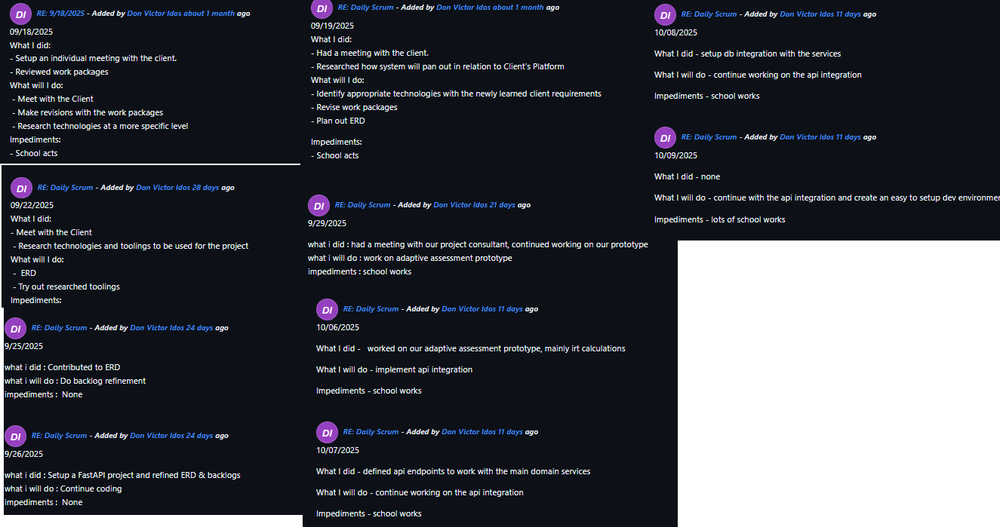 DI
RE: 9/18/2025 - Added by Don Victor Idos about 1 month ago
09/18/2025
What I did:
- Setup an individual meeting with the client.
- Reviewed work packages
What will I do:
- Meet with the Client
- Make revisions with the work packages
- Research technologies at a more specific level
Impediments:
- School acts
DI
RE: Daily Scrum - Added by Don Victor Idos 28 days ago
09/22/2025
What I did:
- Meet with the Client
- Research technologies and toolings to be used for the project
What will I do:
- ERD
- Try out researched toolings
Impediments:
DI
RE: Daily Scrum - Added by Don Victor Idos 24 days ago
9/25/2025
what i did : Contributed to ERD
what i will do : Do backlog refinement
impediments : None
DI
RE: Daily Scrum - Added by Don Victor Idos 24 days ago
9/26/2025
what i did : Setup a FastAPI project and refined ERD & backlogs
what i will do : Continue coding
impediments : None
DI
RE: Daily Scrum - Added by Don Victor Idos about 1 month ago
09/19/2025
What I did:
- Had a meeting with the client.
- Researched how system will pan out in relation to Client's Platform
What will I do:
- Identify appropriate technologies with the newly learned client requirements
- Revise work packages
- Plan out ERD
Impediments:
- School acts
DI
RE: Daily Scrum - Added by Don Victor Idos 21 days ago
9/29/2025
what i did : had a meeting with our project consultant, continued working on our prototype
what i will do : work on adaptive assessment prototype
impediments : school works
DI
RE: Daily Scrum - Added by Don Victor Idos 11 days ago
10/06/2025
What I did - worked on our adaptive assessment prototype, mainly irt calculations
What I will do - implement api integration
Impediments - school works
DI
RE: Daily Scrum - Added by Don Victor Idos 11 days ago
10/07/2025
What I did - defined api endpoints to work with the main domain services
What I will do - continue working on the api integration
Impediments - school works
DI
RE: Daily Scrum - Added by Don Victor Idos 11 days ago
10/08/2025
What I did - setup db integration with the services
What I will do - continue working on the api integration
Impediments - school works
DI
RE: Daily Scrum - Added by Don Victor Idos 11 days ago
10/09/2025
What I did - none
What I will do - continue with the api integration and create an easy to setup dev environmen
Impediments - lots of school works